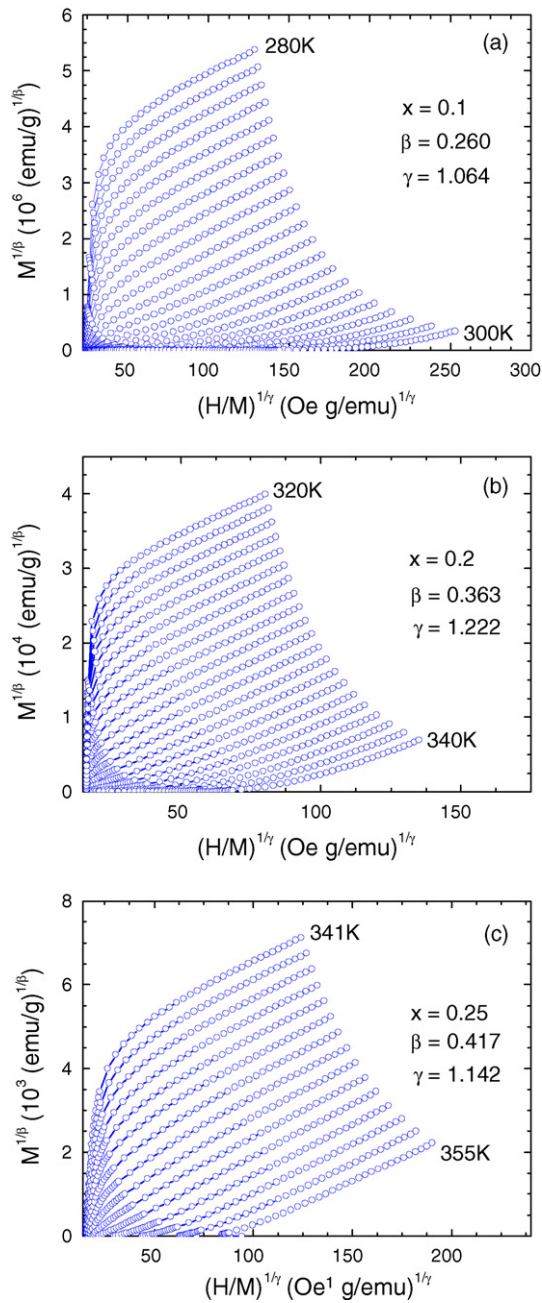 (a)
6
5
4
3
2
1
0
280K
x = 0.1
β = 0.260
γ = 1.064
300K
M^{1/β} (10^6 (emu/g)^{1/β})
50 100 150 200 250 300
(H/M)^{1/γ} (Oe g/emu)^{1/γ}
(b)
4
3
2
1
0
320K
x = 0.2
β = 0.363
γ = 1.222
340K
M^{1/β} (10^4 (emu/g)^{1/β})
50 100 150
(H/M)^{1/γ} (Oe g/emu)^{1/γ}
(c)
8
6
4
2
0
341K
x = 0.25
β = 0.417
γ = 1.142
355K
M^{1/β} (10^3 (emu/g)^{1/β})
50 100 150 200
(H/M)^{1/γ} (Oe^1 g/emu)^{1/γ}